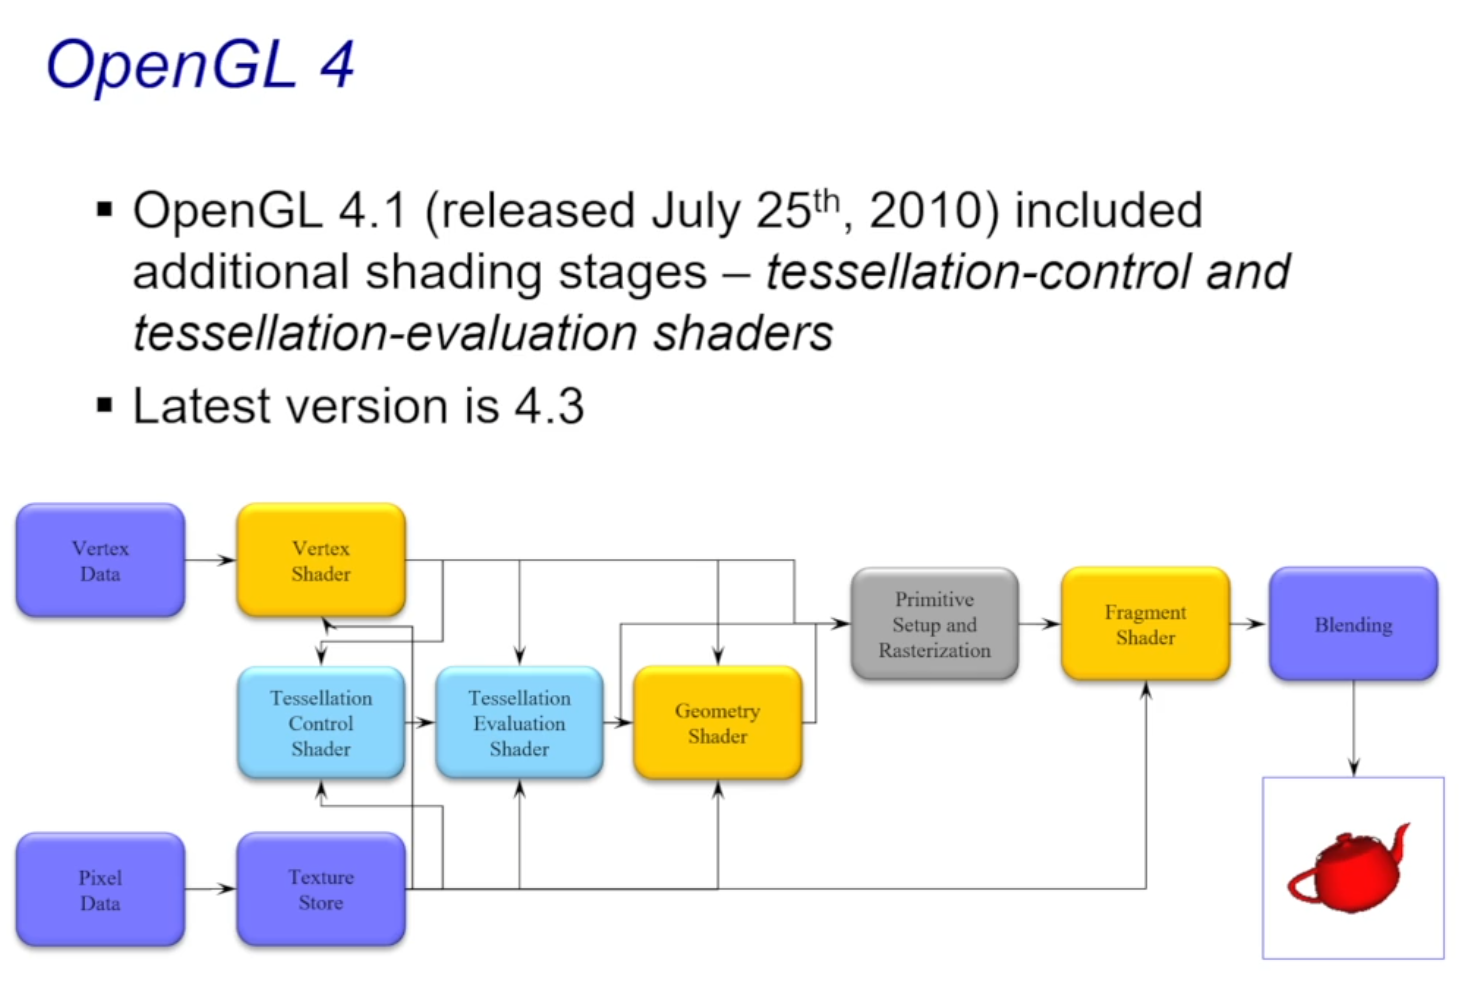 OpenGL 4
▪ OpenGL 4.1 (released July 25th, 2010) included
additional shading stages – tessellation-control and
tessellation-evaluation shaders
▪ Latest version is 4.3
Vertex
Data
Vertex
Shader
Primitive
Setup and
Rasterization
Fragment
Shader
Blending
Tessellation
Control
Shader
Tessellation
Evaluation
Shader
Geometry
Shader
Pixel
Data
Texture
Store